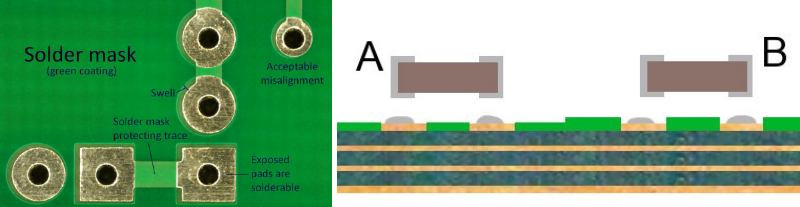 Solder mask
(green coating)
Swell
Acceptable
misalignment
Solder mask
protecting trace
Exposed
pads are
solderable
A
B